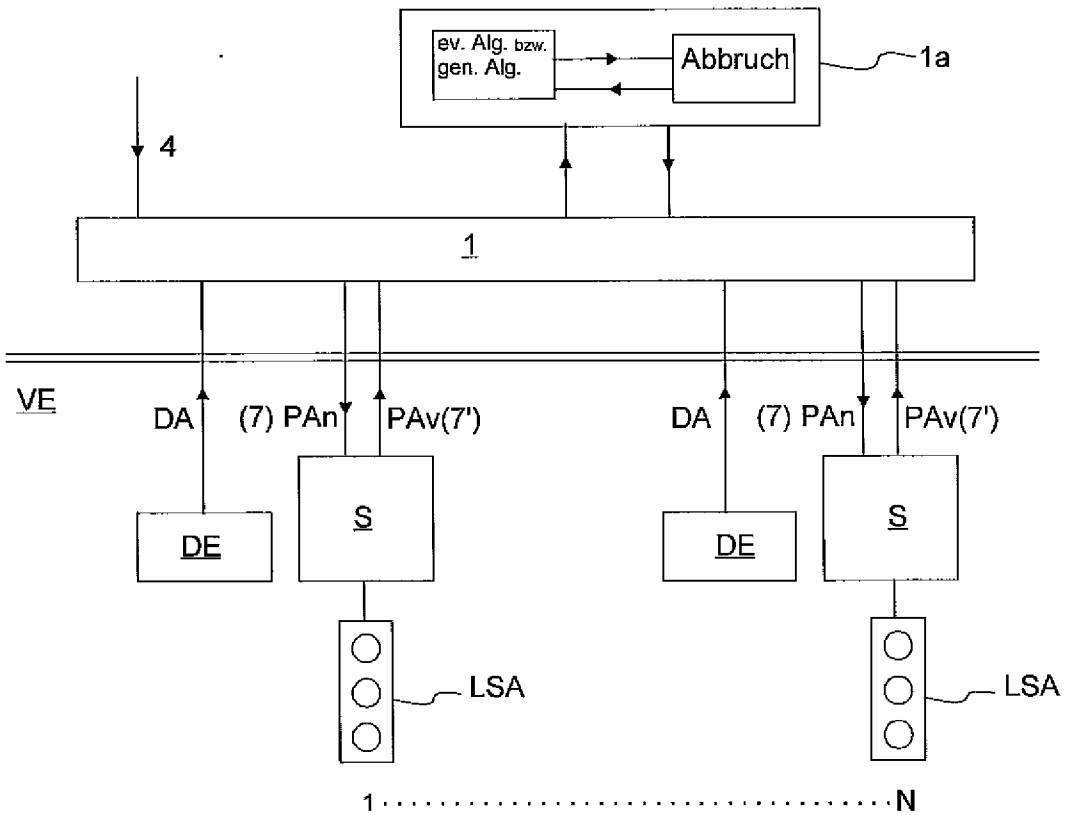 ev. Alg. bzw.
gen. Alg.
Abbruch
1a
4
1
VE
DA
(7) PAn
PAv(7')
DA
(7) PAn
PAv(7')
S
S
DE
DE
LSA
LSA
1 . . . . . . . . . . . . . . . . . . . . . . . . . . . . . . . . . . . . . . N